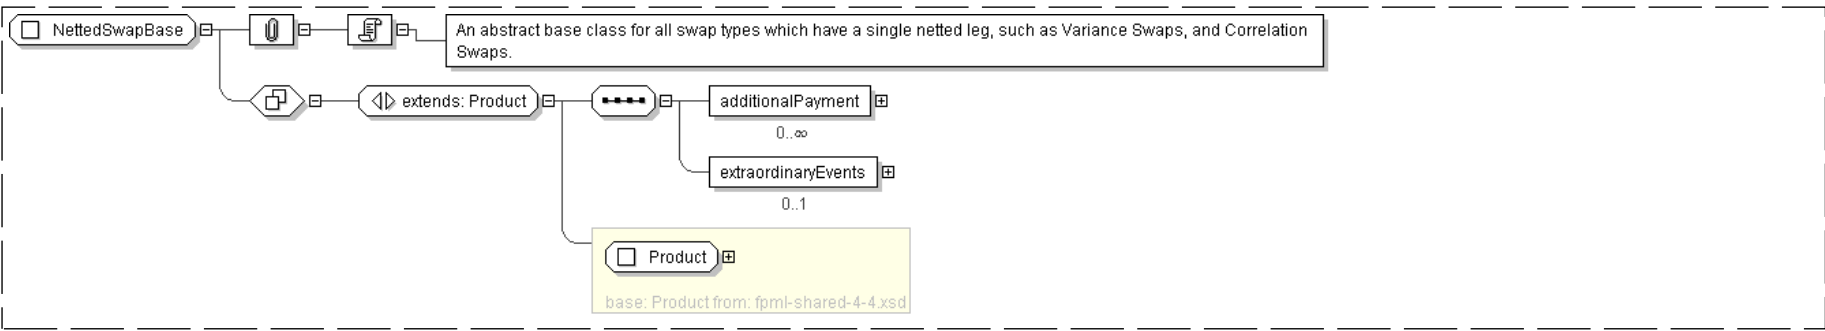 NettedSwapBase
An abstract base class for all swap types which have a single netted leg, such as Variance Swaps, and Correlation
Swaps.
extends: Product
additionalPayment
0..∞
extraordinaryEvents
0..1
Product
base: Product from: fpml-shared-4-4.xsd